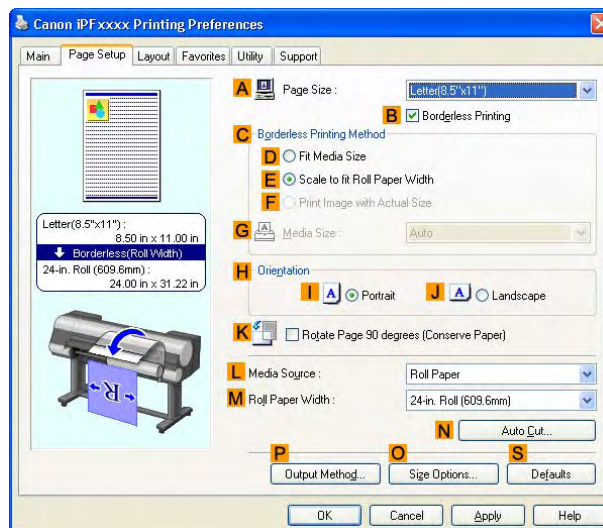 Canon iPFxxxx Printing Preferences
Main Page Setup Layout Favorites Utility Support
A Page Size : Letter(8.5"x11")
B Borderless Printing
C Borderless Printing Method
D Fit Media Size
E Scale to fit Roll Paper Width
F Print Image with Actual Size
G Media Size : Auto
Letter(8.5"x11") :
8.50 in x 11.00 in
Borderless(Roll Width)
24-in. Roll (609.6mm) :
24.00 in x 31.22 in
H Orientation
I A Portrait J A Landscape
K Rotate Page 90 degrees (Conserve Paper)
R
L Media Source : Roll Paper
M Roll Paper Width : 24-in. Roll (609.6mm)
N Auto Cut...
P O S
Output Method... Size Options... Defaults
OK Cancel Apply Help